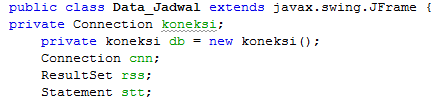 public class Data_Jadwal extends javax.swing.JFrame {
private Connection koneksi;
private koneksi db = new koneksi();
Connection cnn;
ResultSet rss;
Statement stt;